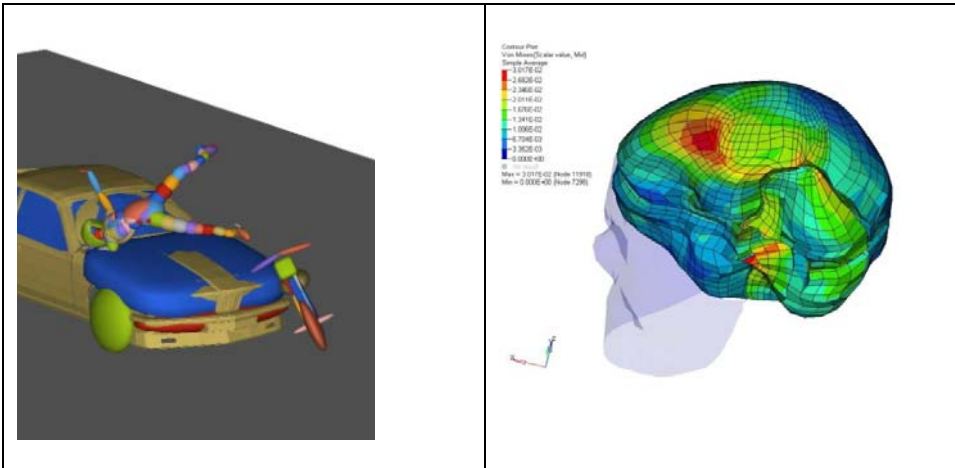 Contour Plot
Von Mises(Scalar value, Mid)
Simple Average
3.017E-02
2.682E-02
2.346E-02
2.011E-02
1.676E-02
1.341E-02
1.006E-02
6.704E-03
3.352E-03
0.000E+00
No result
Max = 3.017E-02 (Node 11918)
Min = 0.000E+00 (Node 7298)